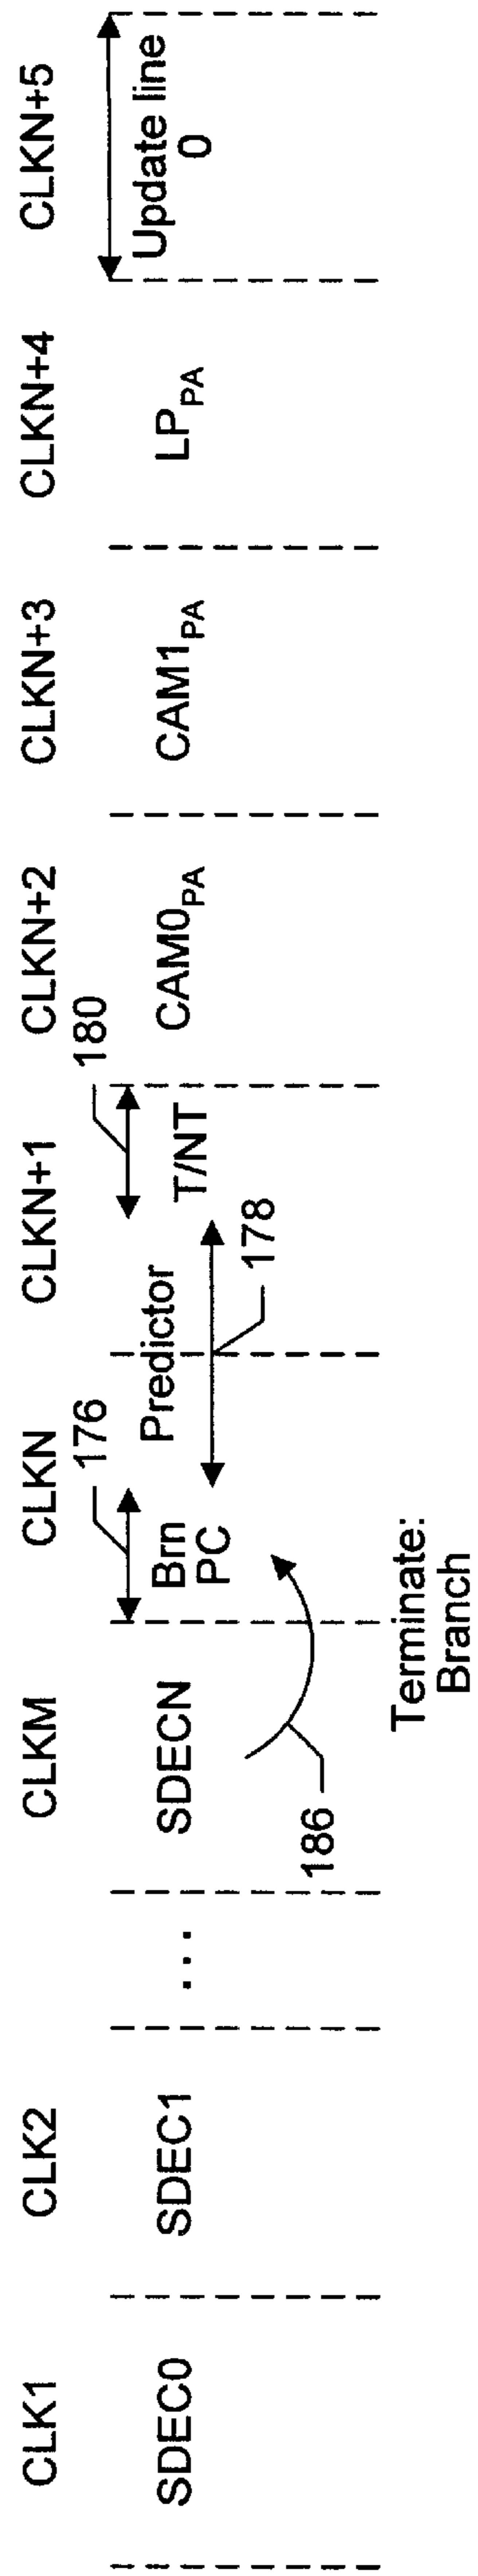 CLK1 CLK2 CLKM CLKN CLKN+1 CLKN+2 CLKN+3 CLKN+4 CLKN+5
176 180
SDEC0 SDEC1 ... SDECN Brn PC Predictor T/NT CAM0PA CAM1PA LPPA Update line 0
186 178
Terminate:
Branch